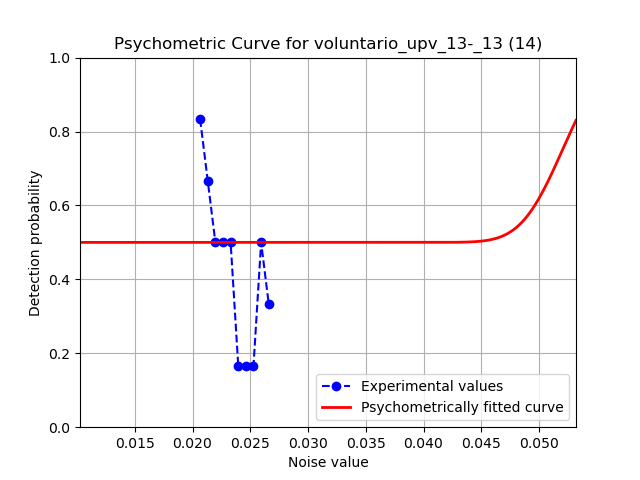 Psychometric Curve for voluntario_upv_13-_13 (14)
1.0
0.8
0.6
0.4
0.2
0.0
Detection probability
0.015 0.020 0.025 0.030 0.035 0.040 0.045 0.050
Noise value
Experimental values
Psychometrically fitted curve